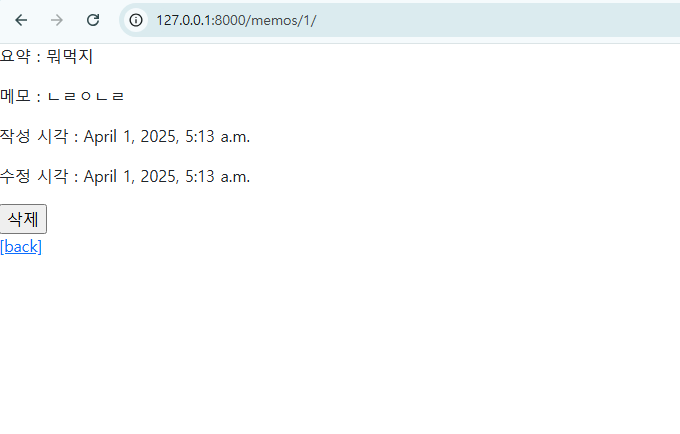 127.0.0.1:8000/memos/1/
요약 : 뭐먹지
메모 : ㄴㄹㅇㄴㄹ
작성 시각 : April 1, 2025, 5:13 a.m.
수정 시각 : April 1, 2025, 5:13 a.m.
삭제
[back]